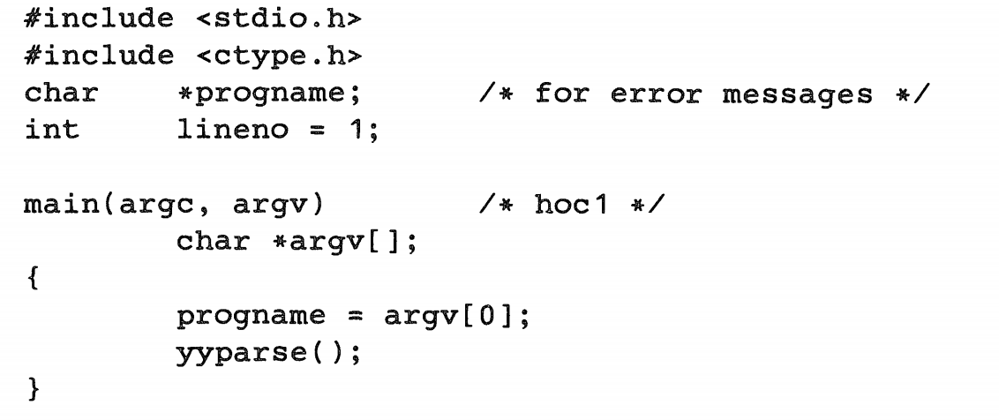 #include <stdio.h>
#include <ctype.h>
char    *progname;      /* for error messages */
int     lineno = 1;

main(argc, argv)        /* hoc1 */
        char *argv[];
{
        progname = argv[0];
        yyparse();
}